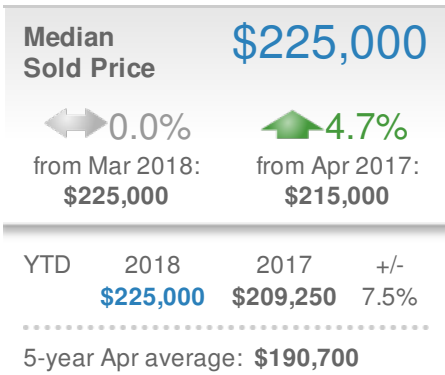 Median
Sold Price
$225,000
0.0%
4.7%
from Mar 2018:
from Apr 2017:
$225,000
$215,000
YTD 2018 2017 +/-
$225,000 $209,250 7.5%
5-year Apr average: $190,700